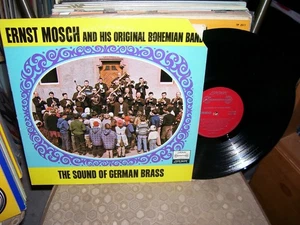 ERNST MOSCH AND HIS ORIGINAL BOHEMIAN BAND
THE SOUND OF GERMAN BRASS